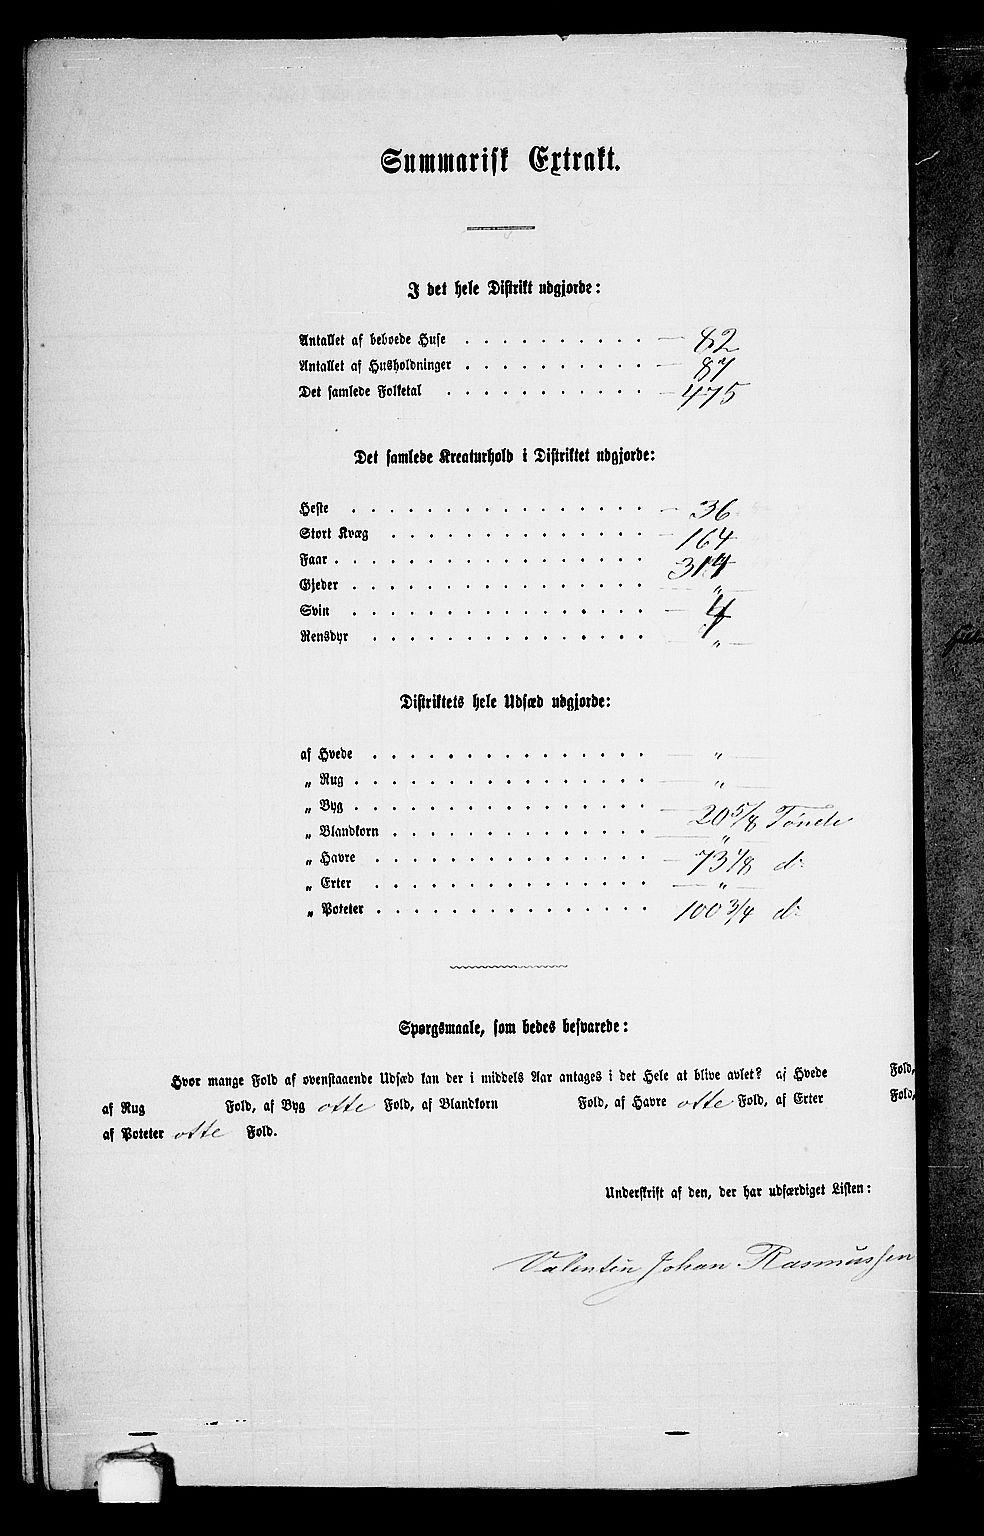 Summarisk Extrakt.
I det hele Distrikt udgjorde:
Antallet af beboede Huse . . . . . . . . . . 82
Antallet af Husholdninger . . . . . . . . . . 87
Det samlede Folketal . . . . . . . . . . . 475
Det samlede Kreaturhold i Distriktet udgjorde:
Heste . . . . . . . . . . . . . . . 36
Stort Kvæg . . . . . . . . . . . . . . 164
Faar . . . . . . . . . . . . . . . . 314
Gjeder . . . . . . . . . . . . . . . "
Svin . . . . . . . . . . . . . . . 4
Rensdyr . . . . . . . . . . . . . . "
Distriktets hele Udsæd udgjorde:
af Hvede . . . . . . . . . . . . . . "
„ Rug . . . . . . . . . . . . . . . "
„ Byg . . . . . . . . . . . . . . . 20 5/8 Tønde
„ Blandkorn . . . . . . . . . . . . . "
„ Havre . . . . . . . . . . . . . . 73 1/8 do
„ Erter . . . . . . . . . . . . . . "
„ Poteter . . . . . . . . . . . . . . 100 3/4 do
Spørgsmaale, som bedes besvarede:
Hvor mange Fold af ovenstaaende Udsæd kan der i middels Aar antages i det Hele at blive avlet? af Hvede Fold,
af Rug Fold, af Byg otte Fold, af Blandkorn Fold, af Havre otte Fold, af Erter Fold,
af Poteter otte Fold.
Underskrift af den, der har udfærdiget Listen:
Valentin Johan Rasmussen